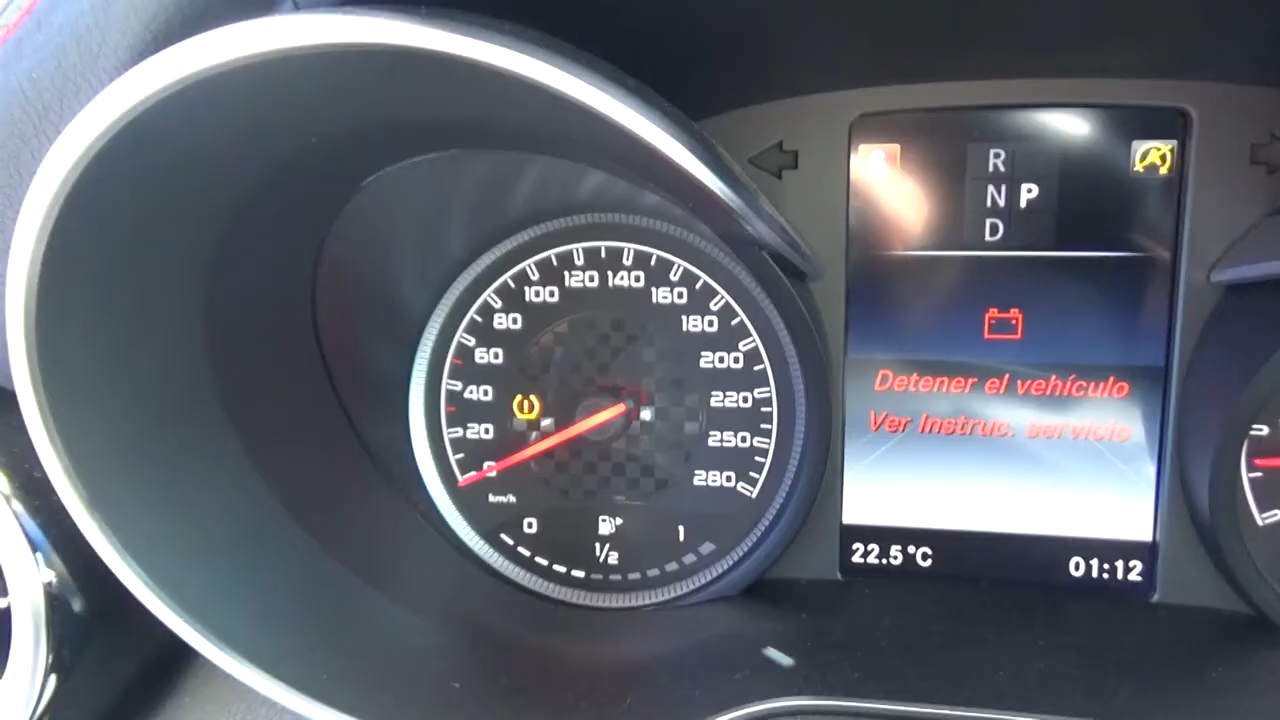 0
20
40
60
80
100
120
140
160
180
200
220
250
280
km/h
0
1/2
1
R
N P
D
Detener el vehículo
Ver Instruc. servicio
22.5°C
01:12